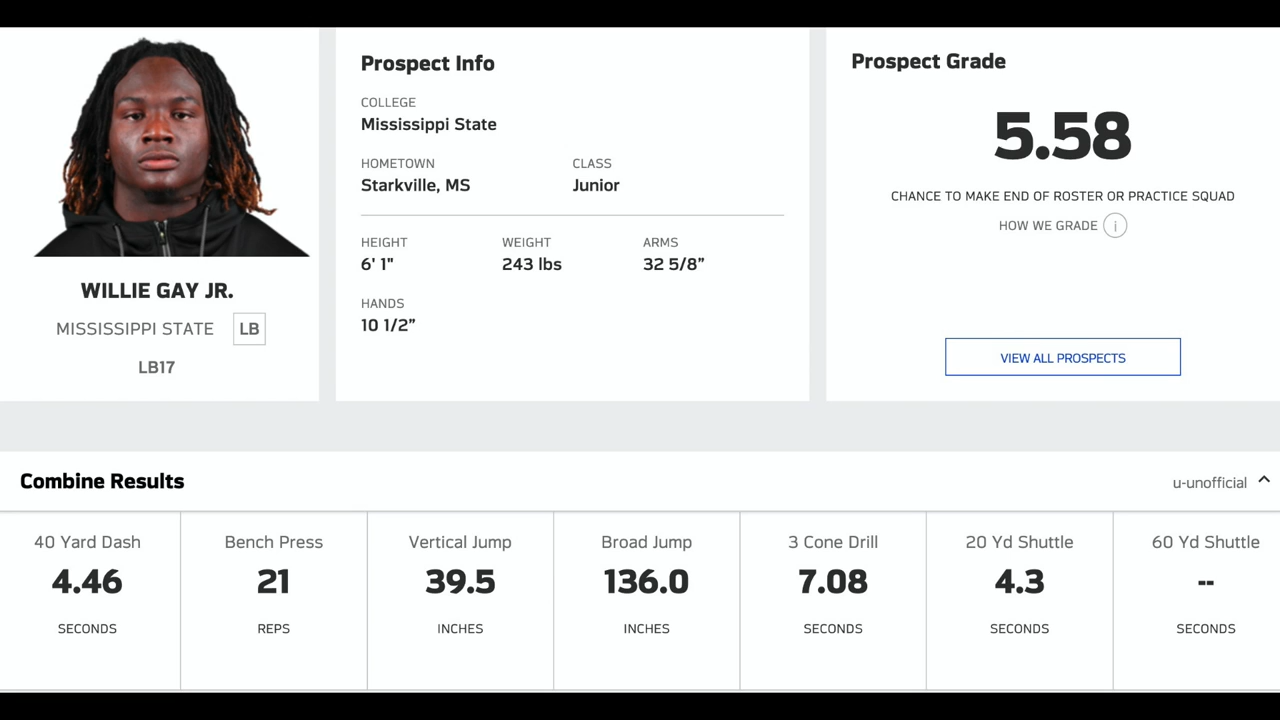 WILLIE GAY JR.
MISSISSIPPI STATE LB
LB17
Prospect Info
COLLEGE
Mississippi State
HOMETOWN CLASS
Starkville, MS Junior
HEIGHT WEIGHT ARMS
6' 1" 243 lbs 32 5/8”
HANDS
10 1/2”
Prospect Grade
5.58
CHANCE TO MAKE END OF ROSTER OR PRACTICE SQUAD
HOW WE GRADE i
VIEW ALL PROSPECTS
Combine Results u-unofficial
40 Yard Dash Bench Press Vertical Jump Broad Jump 3 Cone Drill 20 Yd Shuttle 60 Yd Shuttle
4.46 21 39.5 136.0 7.08 4.3 --
SECONDS REPS INCHES INCHES SECONDS SECONDS SECONDS